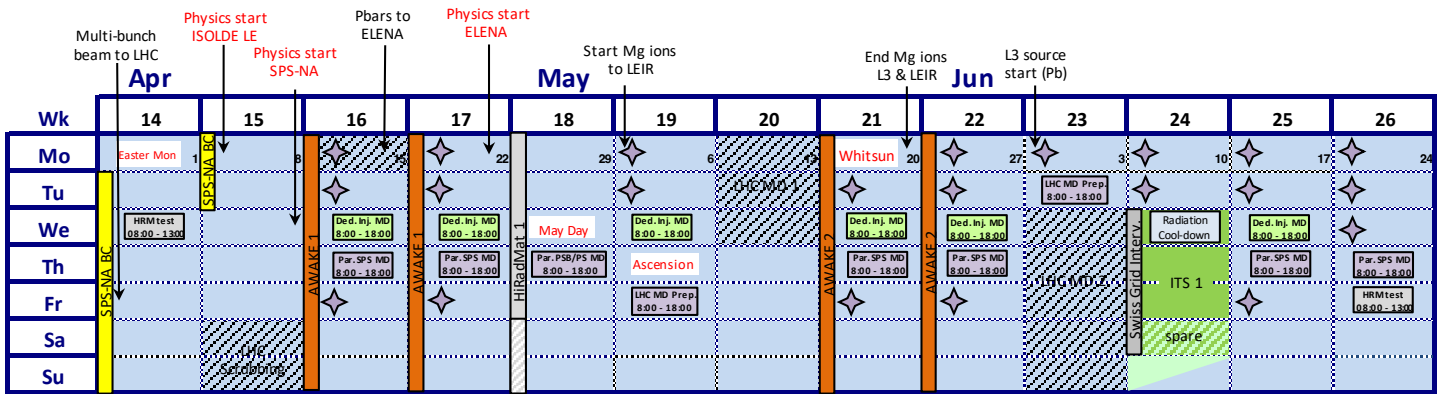 Physics start
ISOLDE LE
Pbars to
ELENA
Physics start
ELENA
Multi-bunch
beam to LHC
Physics start
SPS-NA
Start Mg ions
to LEIR
End Mg ions
L3 & LEIR
L3 source
start (Pb)
Apr May Jun
Wk 14 15 16 17 18 19 20 21 22 23 24 25 26
Mo Easter Mon 1 8 15 22 29 6 13 Whitsun 20 27 3 10 17 24
SPS-NA BC
Tu LHC MD 1 LHC MD Prep.
8:00 - 18:00
We HRM test
08:00 - 13:00
Ded. Inj. MD
8:00 - 18:00
Ded. Inj. MD
8:00 - 18:00
May Day
Ded. Inj. MD
8:00 - 18:00
Ded. Inj. MD
8:00 - 18:00
Ded. Inj. MD
8:00 - 18:00
Radiation
Cool-down
Ded. Inj. MD
8:00 - 18:00
SPS-NA BC
AWAKE 1
AWAKE 1
HiRadMat 1
AWAKE 2
AWAKE 2
Swiss Grid Interv.
Th Par. SPS MD
8:00 - 18:00
Par. SPS MD
8:00 - 18:00
Par. PSB/PS MD
8:00 - 18:00
Ascension
Par. SPS MD
8:00 - 18:00
Par. SPS MD
8:00 - 18:00
Par. SPS MD
8:00 - 18:00
Par. SPS MD
8:00 - 18:00
Fr LHC MD Prep.
8:00 - 18:00
LHC MD 2
ITS 1
HRM test
08:00 - 13:00
Sa LHC
Scrubbing
spare
Su